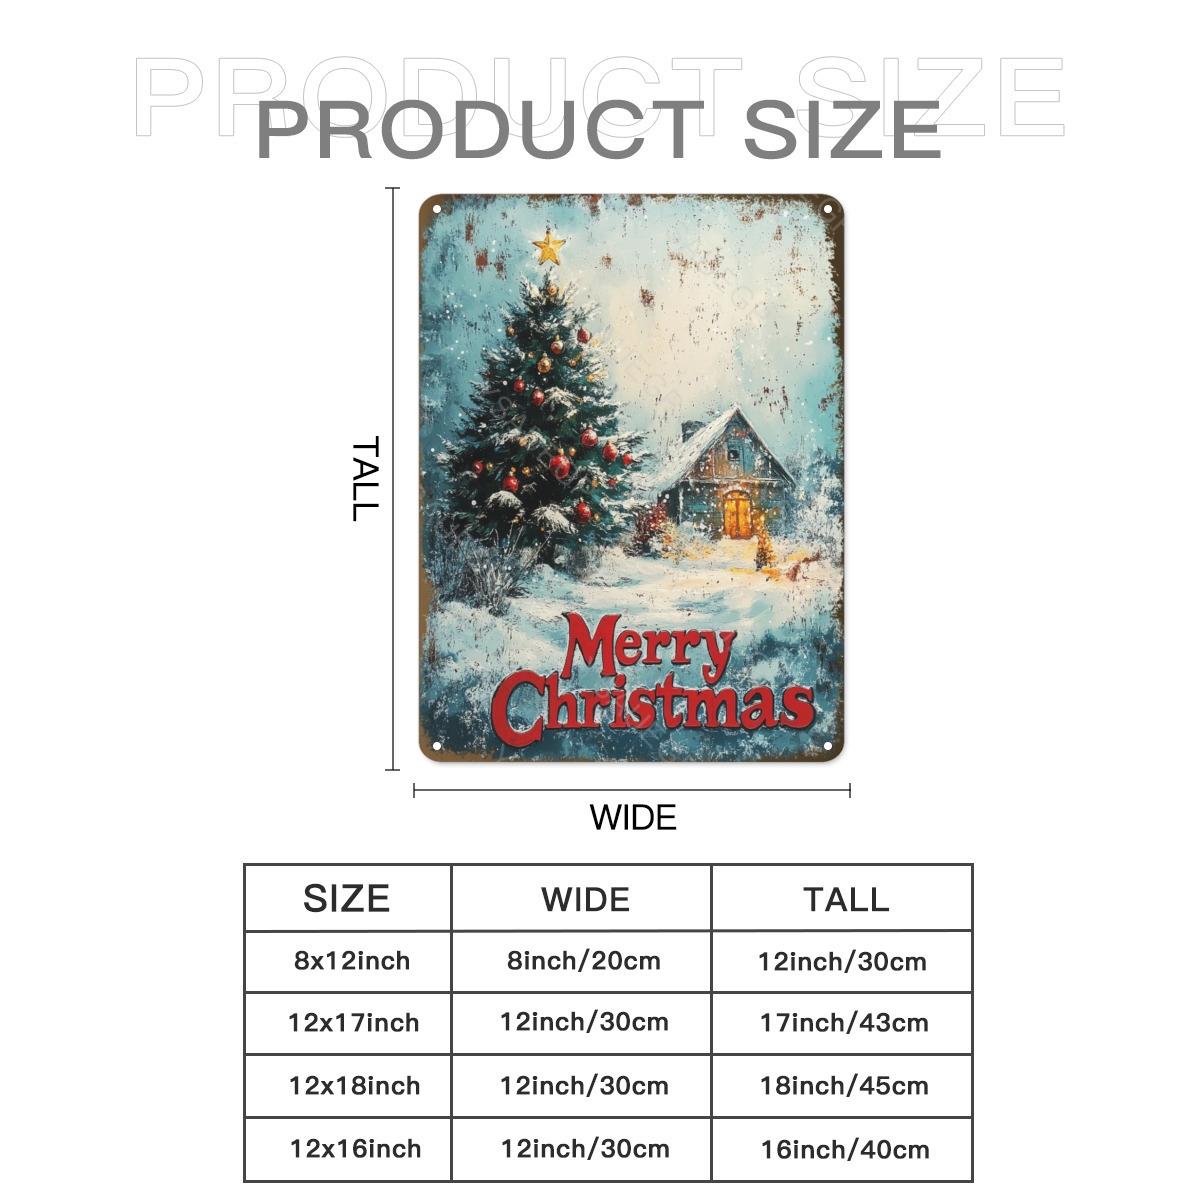 PRODUCT SIZE
PRODUCT SIZE
TALL
Merry
Christmas
WIDE
SIZE WIDE TALL
8x12inch 8inch/20cm 12inch/30cm
12x17inch 12inch/30cm 17inch/43cm
12x18inch 12inch/30cm 18inch/45cm
12x16inch 12inch/30cm 16inch/40cm